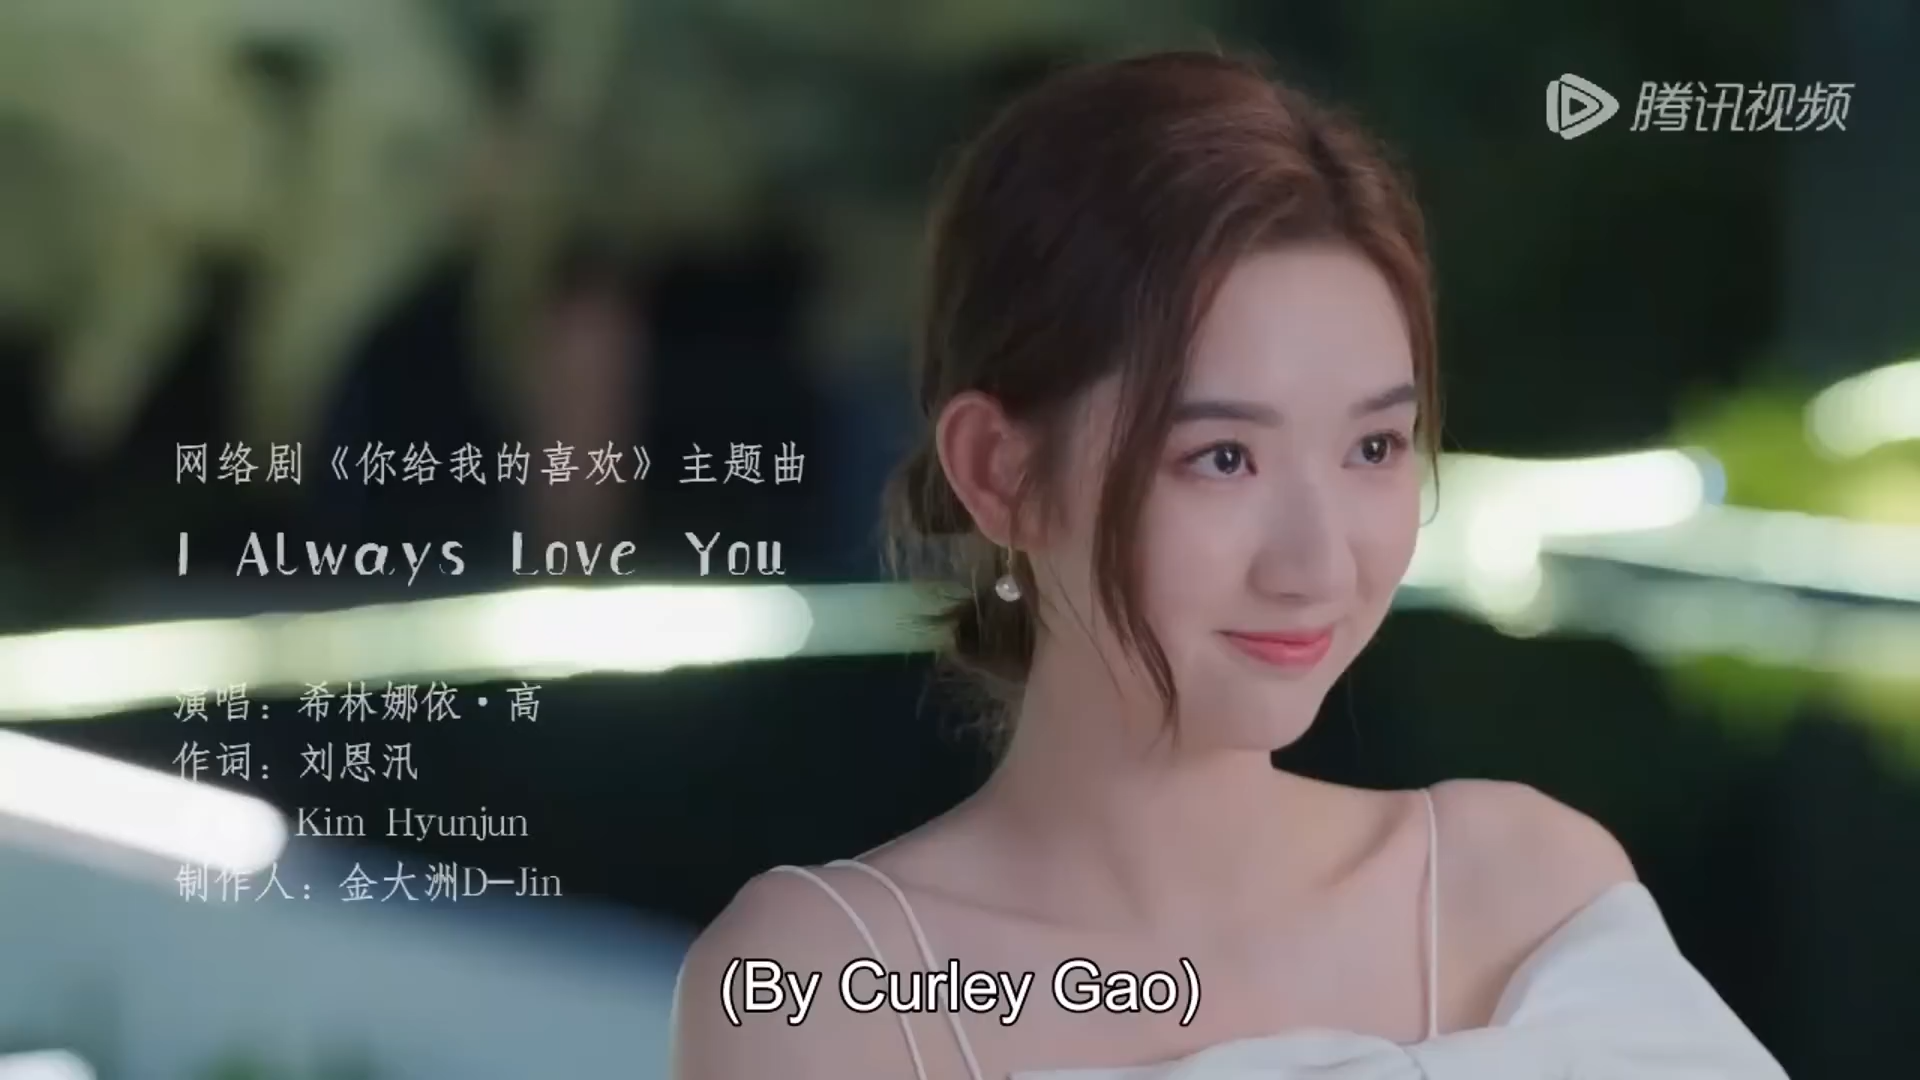 腾讯视频
网络剧《你给我的喜欢》主题曲
I Always Love You
演唱：希林娜依·高
作词：刘恩汛
Kim Hyunjun
制作人：金大洲D-Jin
(By Curley Gao)